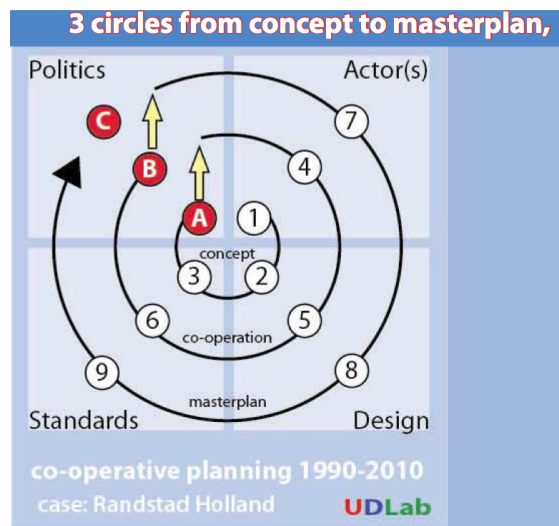 3 circles from concept to masterplan,
Politics
Actor(s)
C
7
B
4
A
1
concept
3
2
6
5
co-operation
9
8
masterplan
Standards
Design
co-operative planning 1990-2010
case: Randstad Holland
UDLab